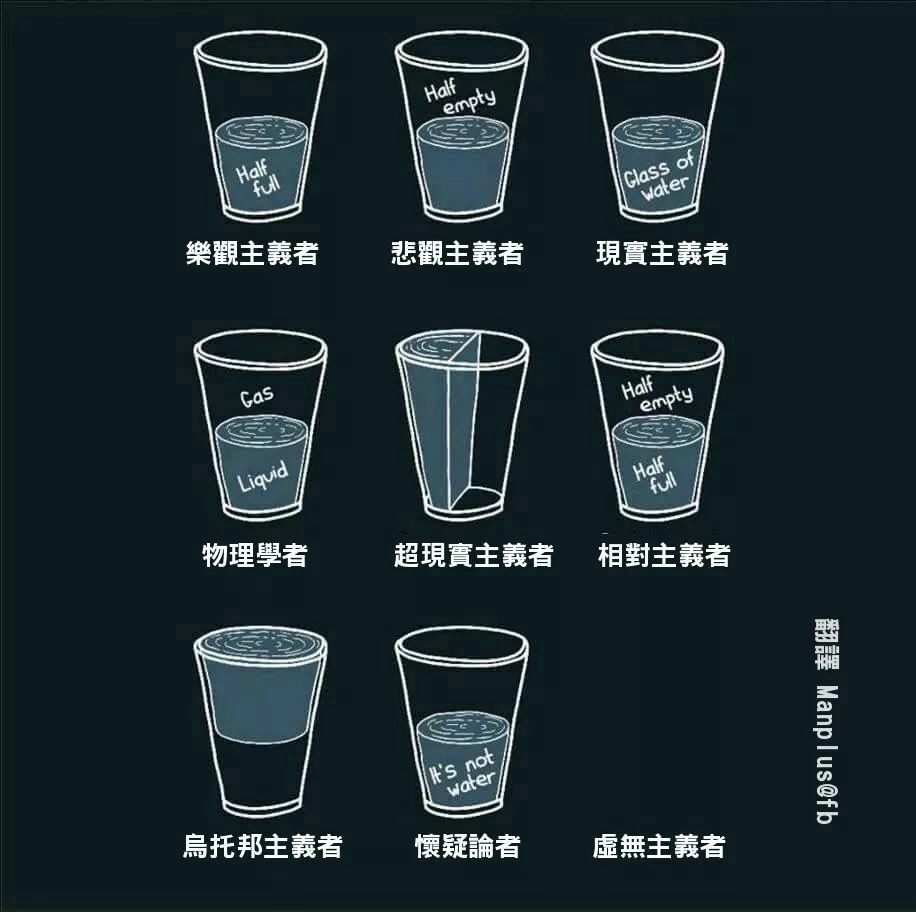 Half
full
Half
empty
Glass of
water
樂觀主義者
悲觀主義者
現實主義者
Gas
Liquid
Half
empty
Half
full
物理學者
超現實主義者
相對主義者
It's not
water
烏托邦主義者
懷疑論者
虛無主義者
翻譯 Manplus@fb